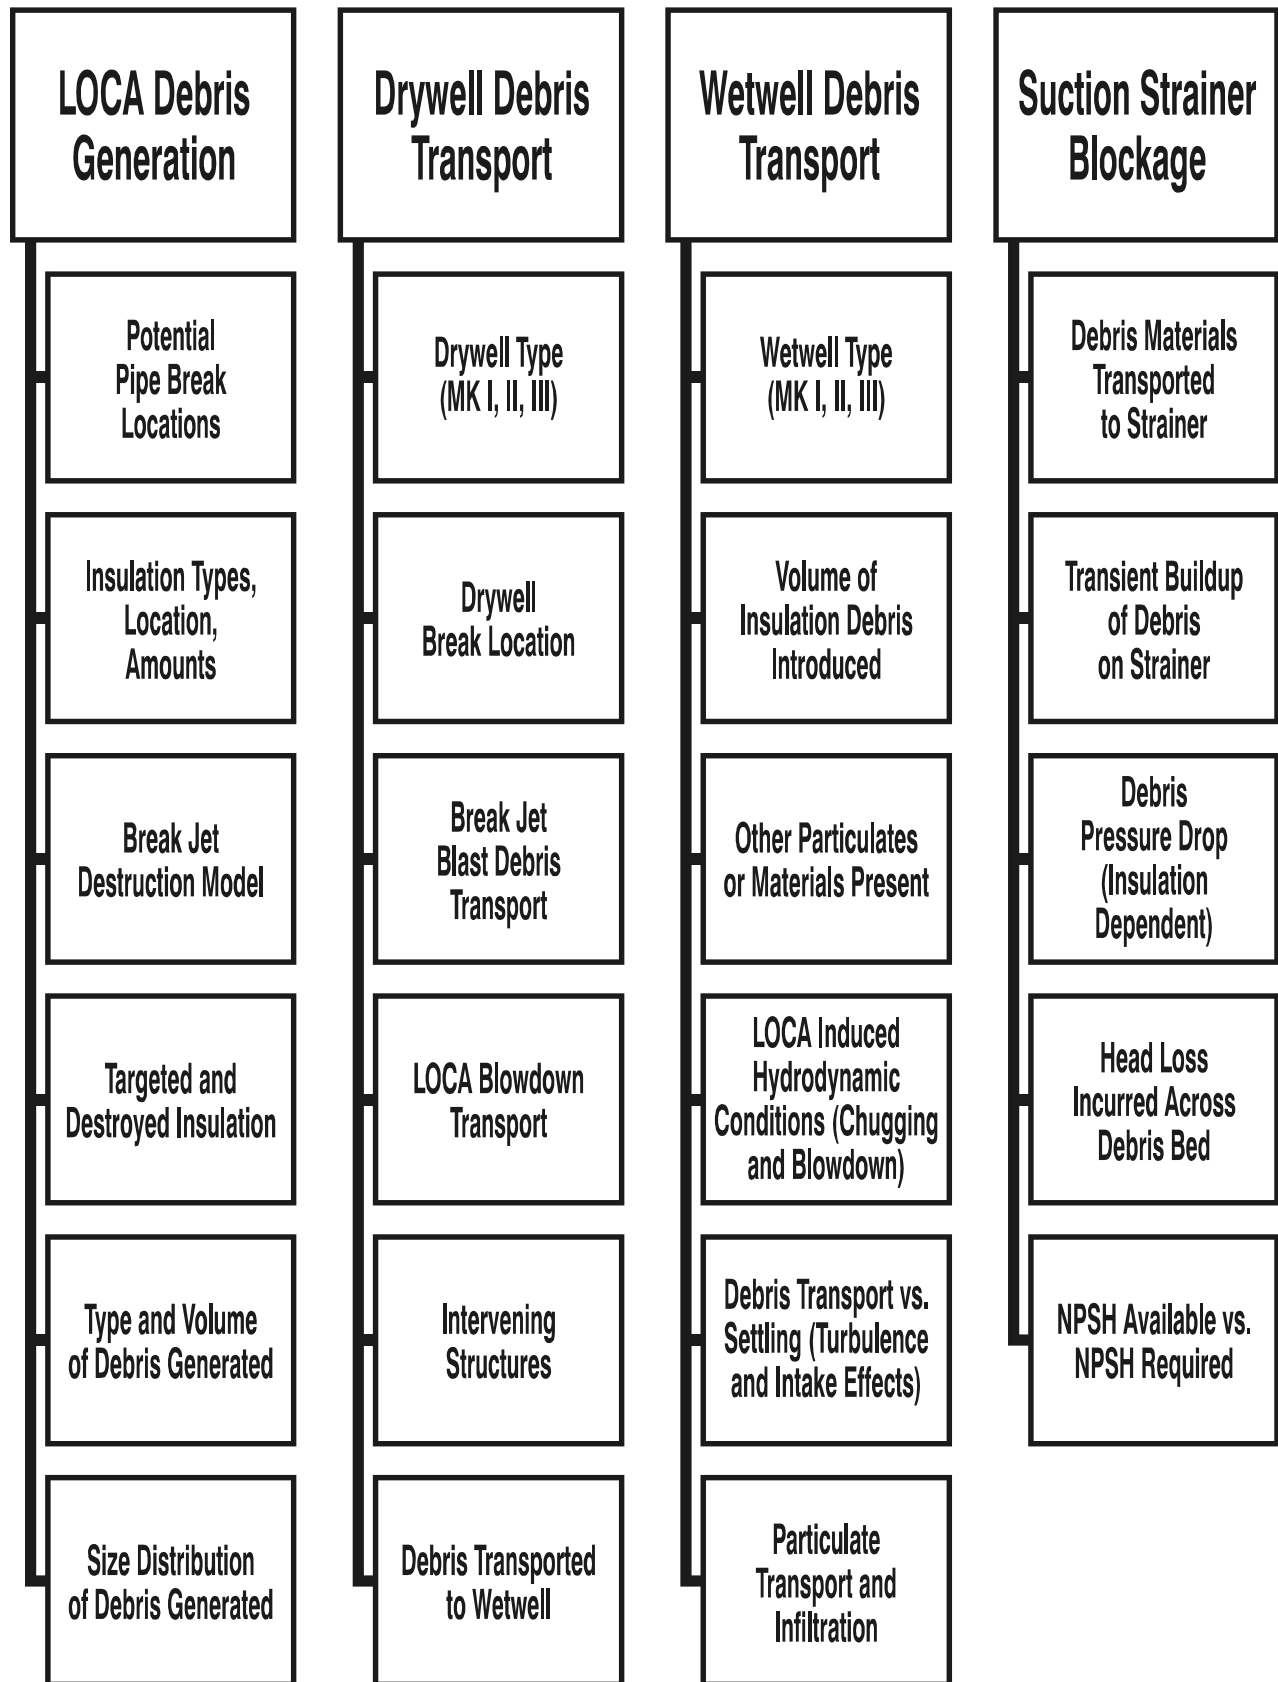 LOCA Debris
Generation
Potential
Pipe Break
Locations
Insulation Types,
Location,
Amounts
Break Jet
Destruction Model
Targeted and
Destroyed Insulation
Type and Volume
of Debris Generated
Size Distribution
of Debris Generated
Drywell Debris
Transport
Drywell Type
(MK I, II, III)
Drywell
Break Location
Break Jet
Blast Debris
Transport
LOCA Blowdown
Transport
Intervening
Structures
Debris Transported
to Wetwell
Wetwell Debris
Transport
Wetwell Type
(MK I, II, III)
Volume of
Insulation Debris
Introduced
Other Particulates
or Materials Present
LOCA Induced
Hydrodynamic
Conditions (Chugging
and Blowdown)
Debris Transport vs.
Settling (Turbulence
and Intake Effects)
Particulate
Transport and
Infiltration
Suction Strainer
Blockage
Debris Materials
Transported
to Strainer
Transient Buildup
of Debris
on Strainer
Debris
Pressure Drop
(Insulation
Dependent)
Head Loss
Incurred Across
Debris Bed
NPSH Available vs.
NPSH Required